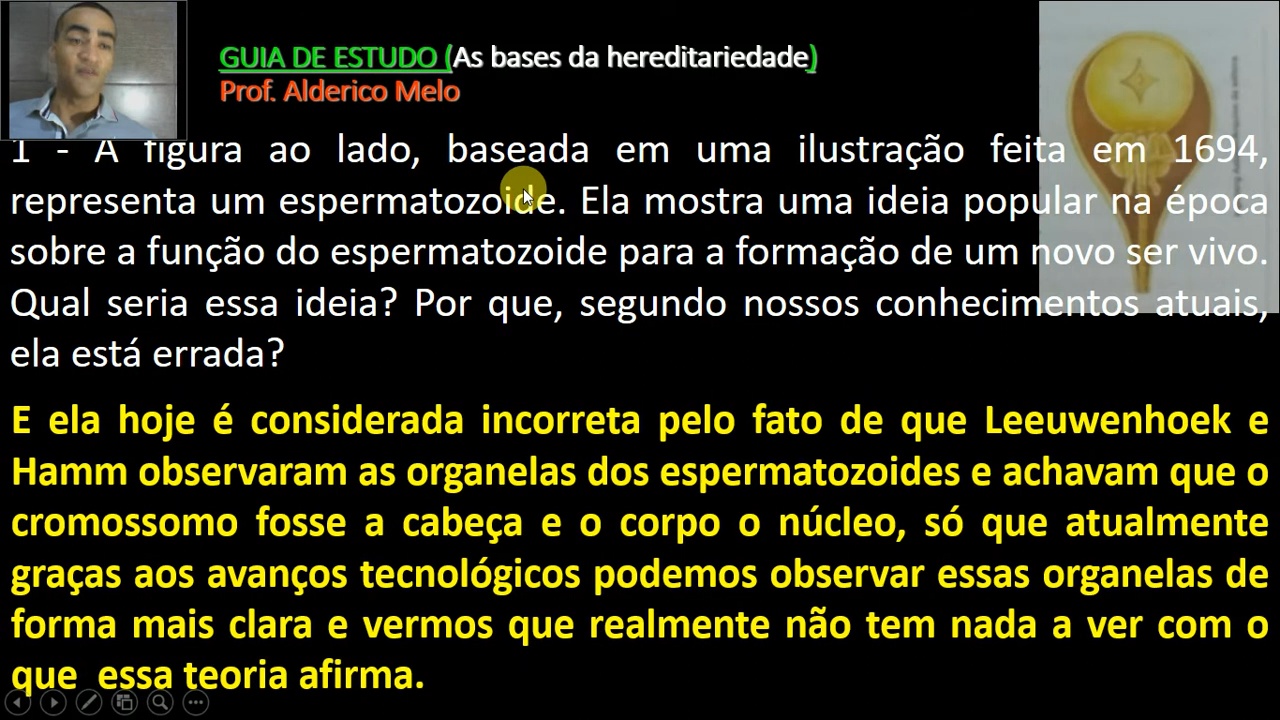 GUIA DE ESTUDO (As bases da hereditariedade)
Prof. Alderico Melo
1 - A figura ao lado, baseada em uma ilustração feita em 1694,
representa um espermatozoide. Ela mostra uma ideia popular na época
sobre a função do espermatozoide para a formação de um novo ser vivo.
Qual seria essa ideia? Por que, segundo nossos conhecimentos atuais,
ela está errada?
E ela hoje é considerada incorreta pelo fato de que Leeuwenhoek e
Hamm observaram as organelas dos espermatozoides e achavam que o
cromossomo fosse a cabeça e o corpo o núcleo, só que atualmente
graças aos avanços tecnológicos podemos observar essas organelas de
forma mais clara e vermos que realmente não tem nada a ver com o
que essa teoria afirma.